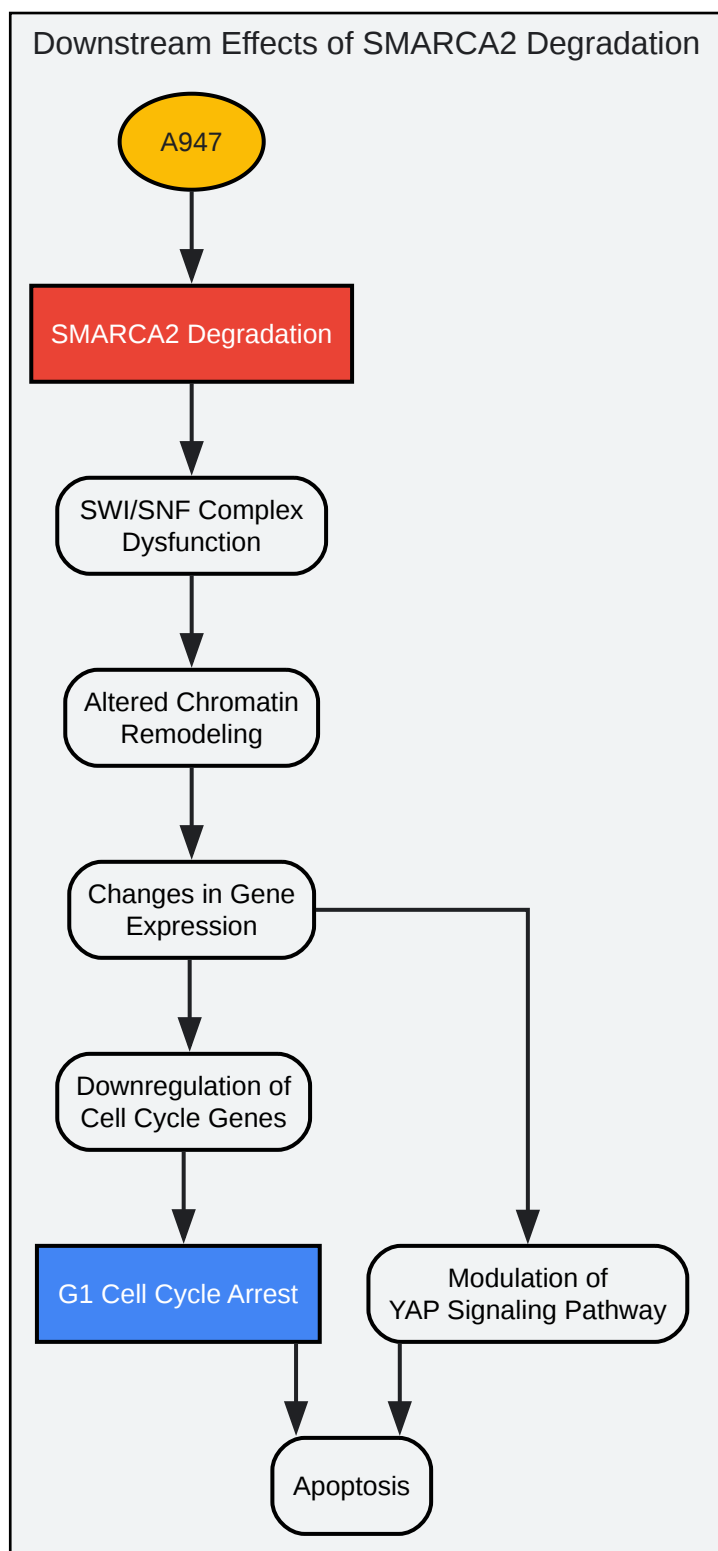 Downstream Effects of SMARCA2 Degradation
A947
SMARCA2 Degradation
SWI/SNF Complex
Dysfunction
Altered Chromatin
Remodeling
Changes in Gene
Expression
Downregulation of
Cell Cycle Genes
G1 Cell Cycle Arrest
Modulation of
YAP Signaling Pathway
Apoptosis